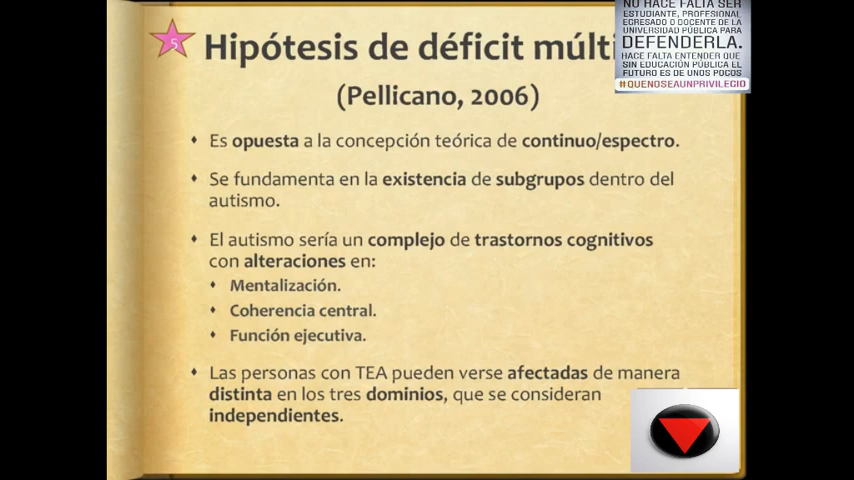 5
Hipótesis de déficit múlti
(Pellicano, 2006)
NO HACE FALTA SER
ESTUDIANTE, PROFESIONAL
EGRESADO O DOCENTE DE LA
UNIVERSIDAD PÚBLICA PARA
DEFENDERLA.
HACE FALTA ENTENDER QUE
SIN EDUCACIÓN PÚBLICA EL
FUTURO ES DE UNOS POCOS
#QUENOSEAUNPRIVILEGIO
Es opuesta a la concepción teórica de continuo/espectro.
Se fundamenta en la existencia de subgrupos dentro del
autismo.
El autismo sería un complejo de trastornos cognitivos
con alteraciones en:
Mentalización.
Coherencia central.
Función ejecutiva.
Las personas con TEA pueden verse afectadas de manera
distinta en los tres dominios, que se consideran
independientes.